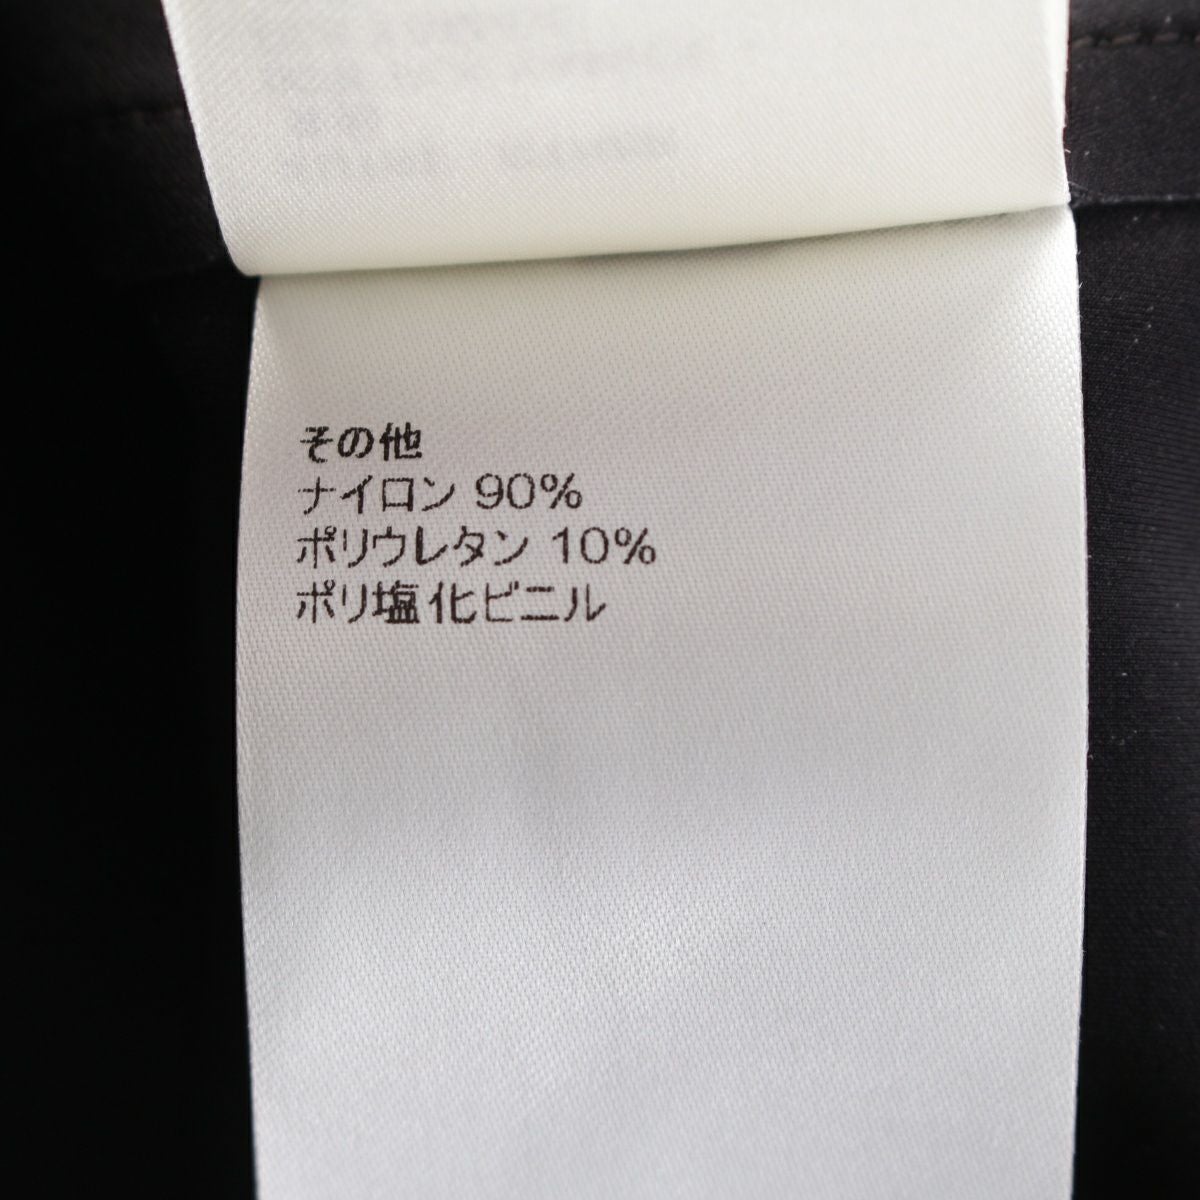 その他
ナイロン 90%
ポリウレタン 10%
ポリ塩化ビニル